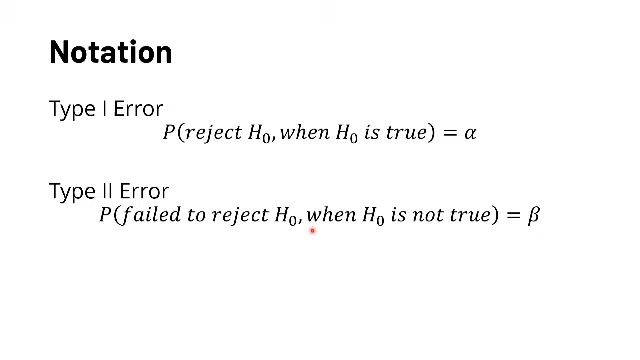 Notation
Type I Error
P(reject H₀, when H₀ is true) = α
Type II Error
P(failed to reject H₀, when H₀ is not true) = β